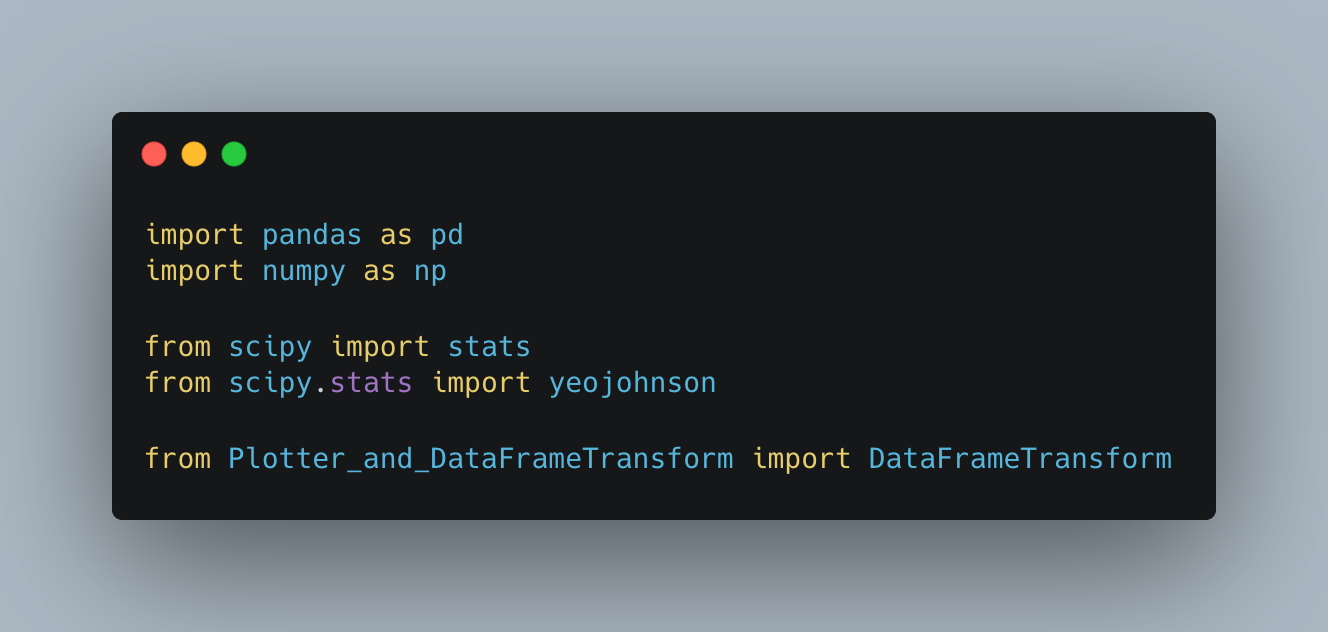 import pandas as pd
import numpy as np
from scipy import stats
from scipy.stats import yeojohnson
from Plotter_and_DataFrameTransform import DataFrameTransform